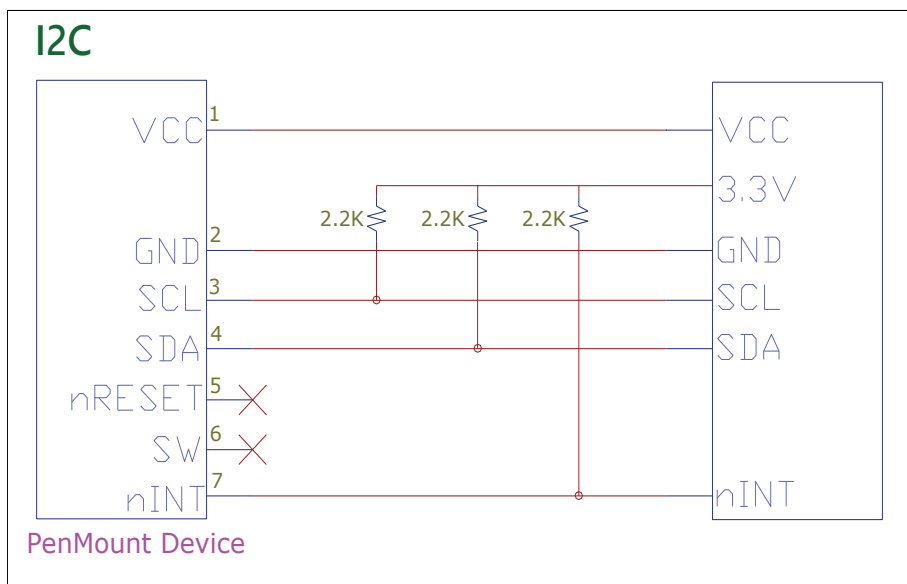 I2C
1
VCC
VCC
3.3V
2.2K
2.2K
2.2K
2
GND
GND
3
SCL
SCL
4
SDA
SDA
5
nRESET
6
SW
7
nINT
nINT
PenMount Device